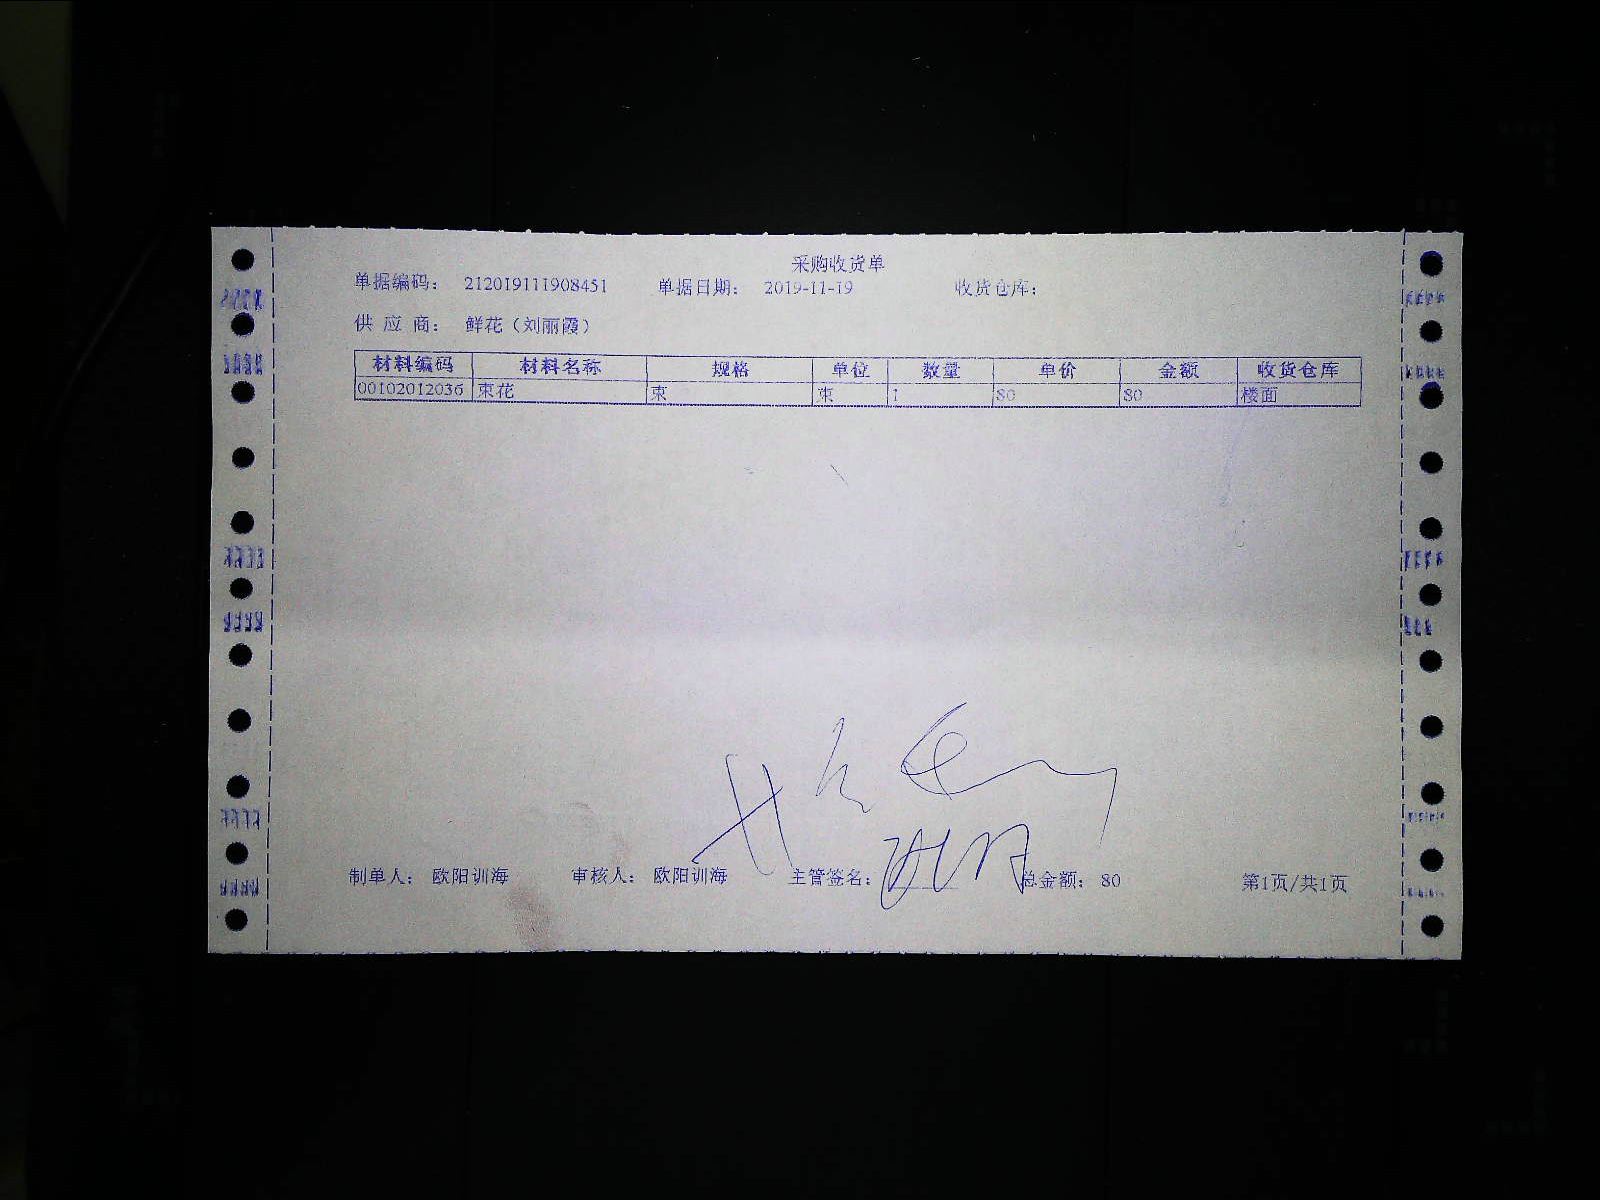 采购收货单
单据编码： 212019111908451 单据日期： 2019-11-19 收货仓库：
供 应 商： 鲜花（刘丽霞）
材料编码 材料名称 规格 单位 数量 单价 金额 收货仓库
00102012036 束花 束 束 1 80 80 楼面
制单人： 欧阳训海 审核人： 欧阳训海 主管签名： 总金额： 80 第1页/共1页